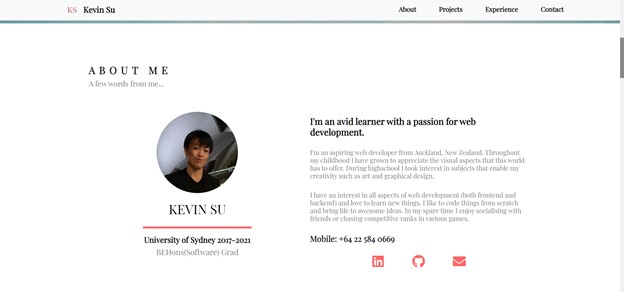 KS Kevin Su
About Projects Experience Contact
ABOUT ME
A few words from me...
I'm an avid learner with a passion for web
development.
I'm an aspiring web developer from Auckland, New Zealand. Throughout
my childhood I have grown to appreciate the visual aspects that this world
has to offer. During highschool I took interest in subjects that enable my
creativity such as art and graphical design.
I have an interest in all aspects of web development (both frontend and
backend) and love to learn new things. I like to code things from scratch
and bring life to awesome ideas. In my spare time I enjoy socialising with
friends or chasing competitive ranks in various games.
Mobile: +64 22 584 0669
KEVIN SU
University of Sydney 2017-2021
BEHons(Software) Grad
in